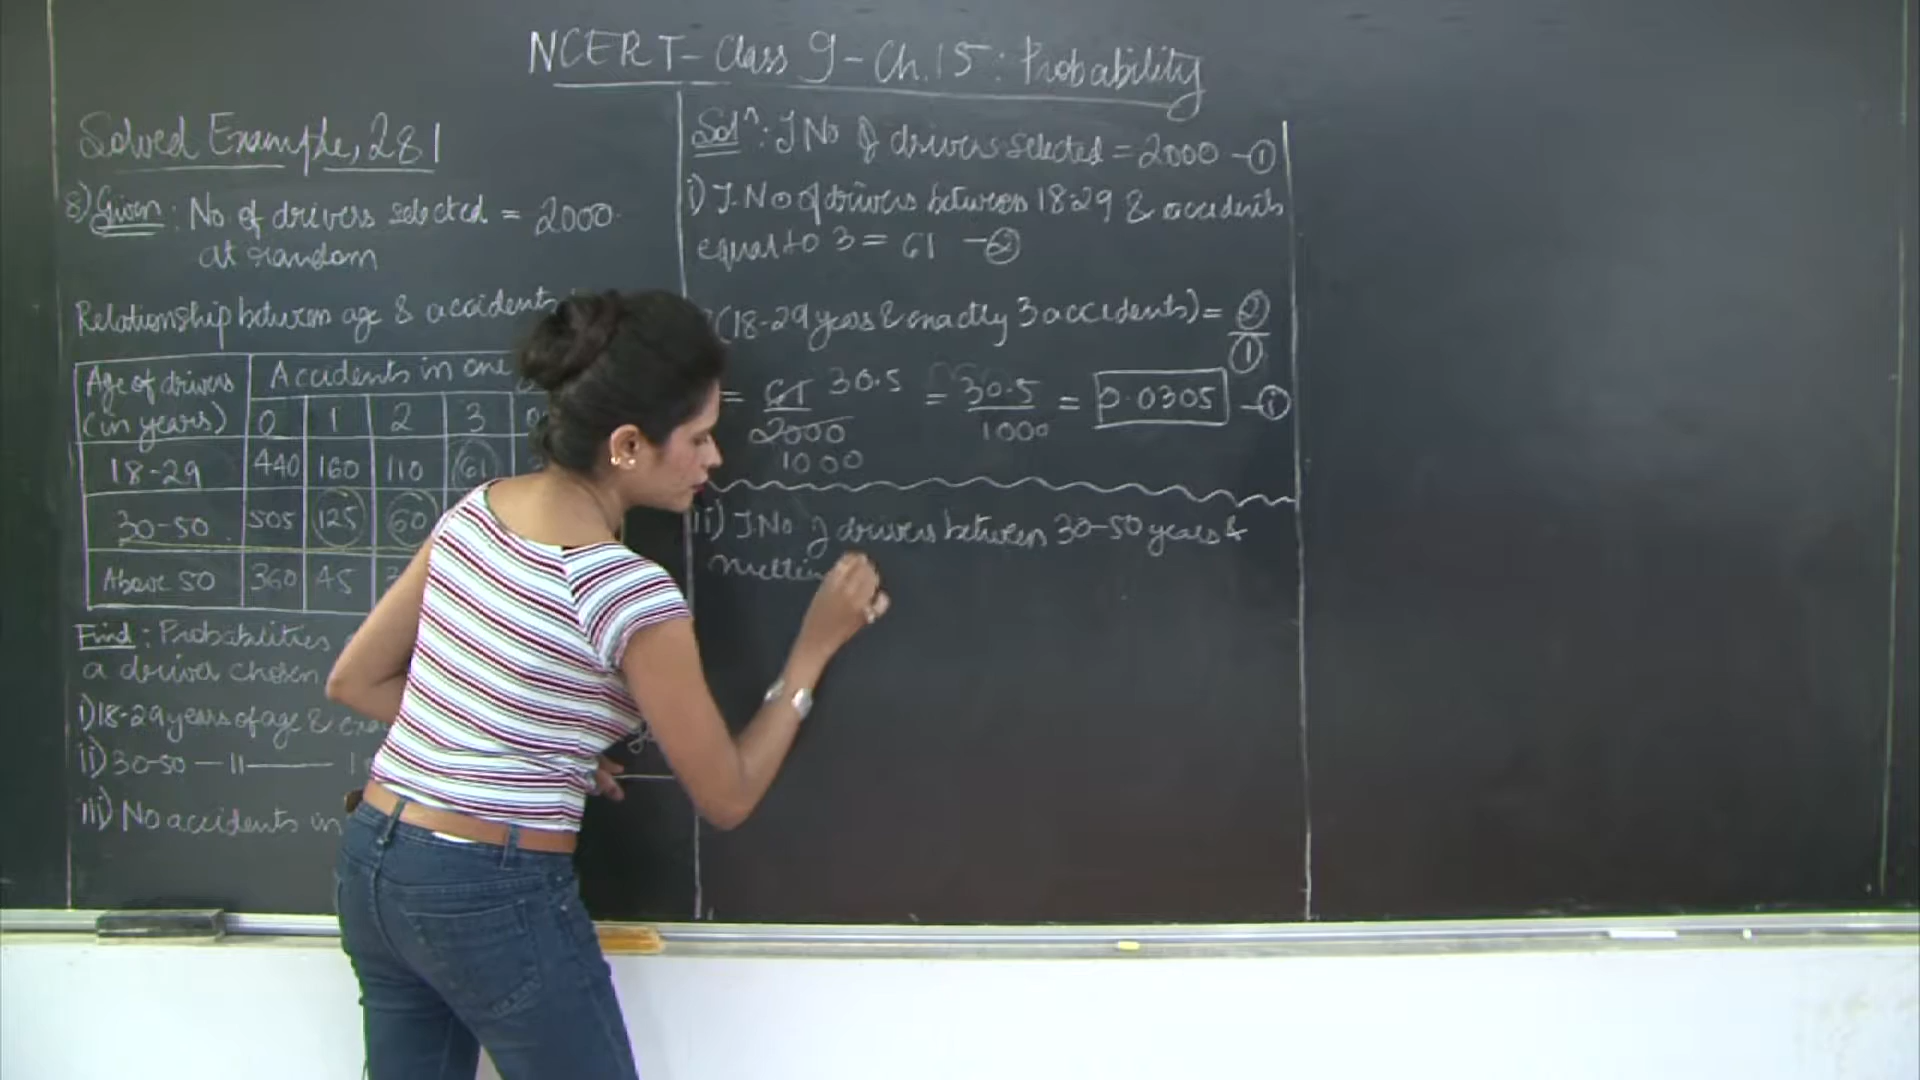 NCERT - Class 9 - Ch. 15 : Probability
Solved Example, 281
8) Given : No of drivers selected = 2000
at random
Relationship between age & accidents
Age of drivers
(in years)
Accidents in one
0 1 2 3
18-29 440 160 110 61
30-50 505 125 60
Above 50 360 45
Find : Probabilities
a driver chosen
i) 18-29 years of age &
ii) 30-50 — 11 —— 1
iii) No accidents in
Solⁿ : T No of drivers selected = 2000 - ①
i) T. No of drivers between 18-29 & accidents
equal to 3 = 61 - ②
(18-29 years & exactly 3 accidents) = ②/①
= 61/2000 30.5 1000 = 30.5/1000 = 0.0305 - ⓘ
ii) T.No of drivers between 30-50 years &